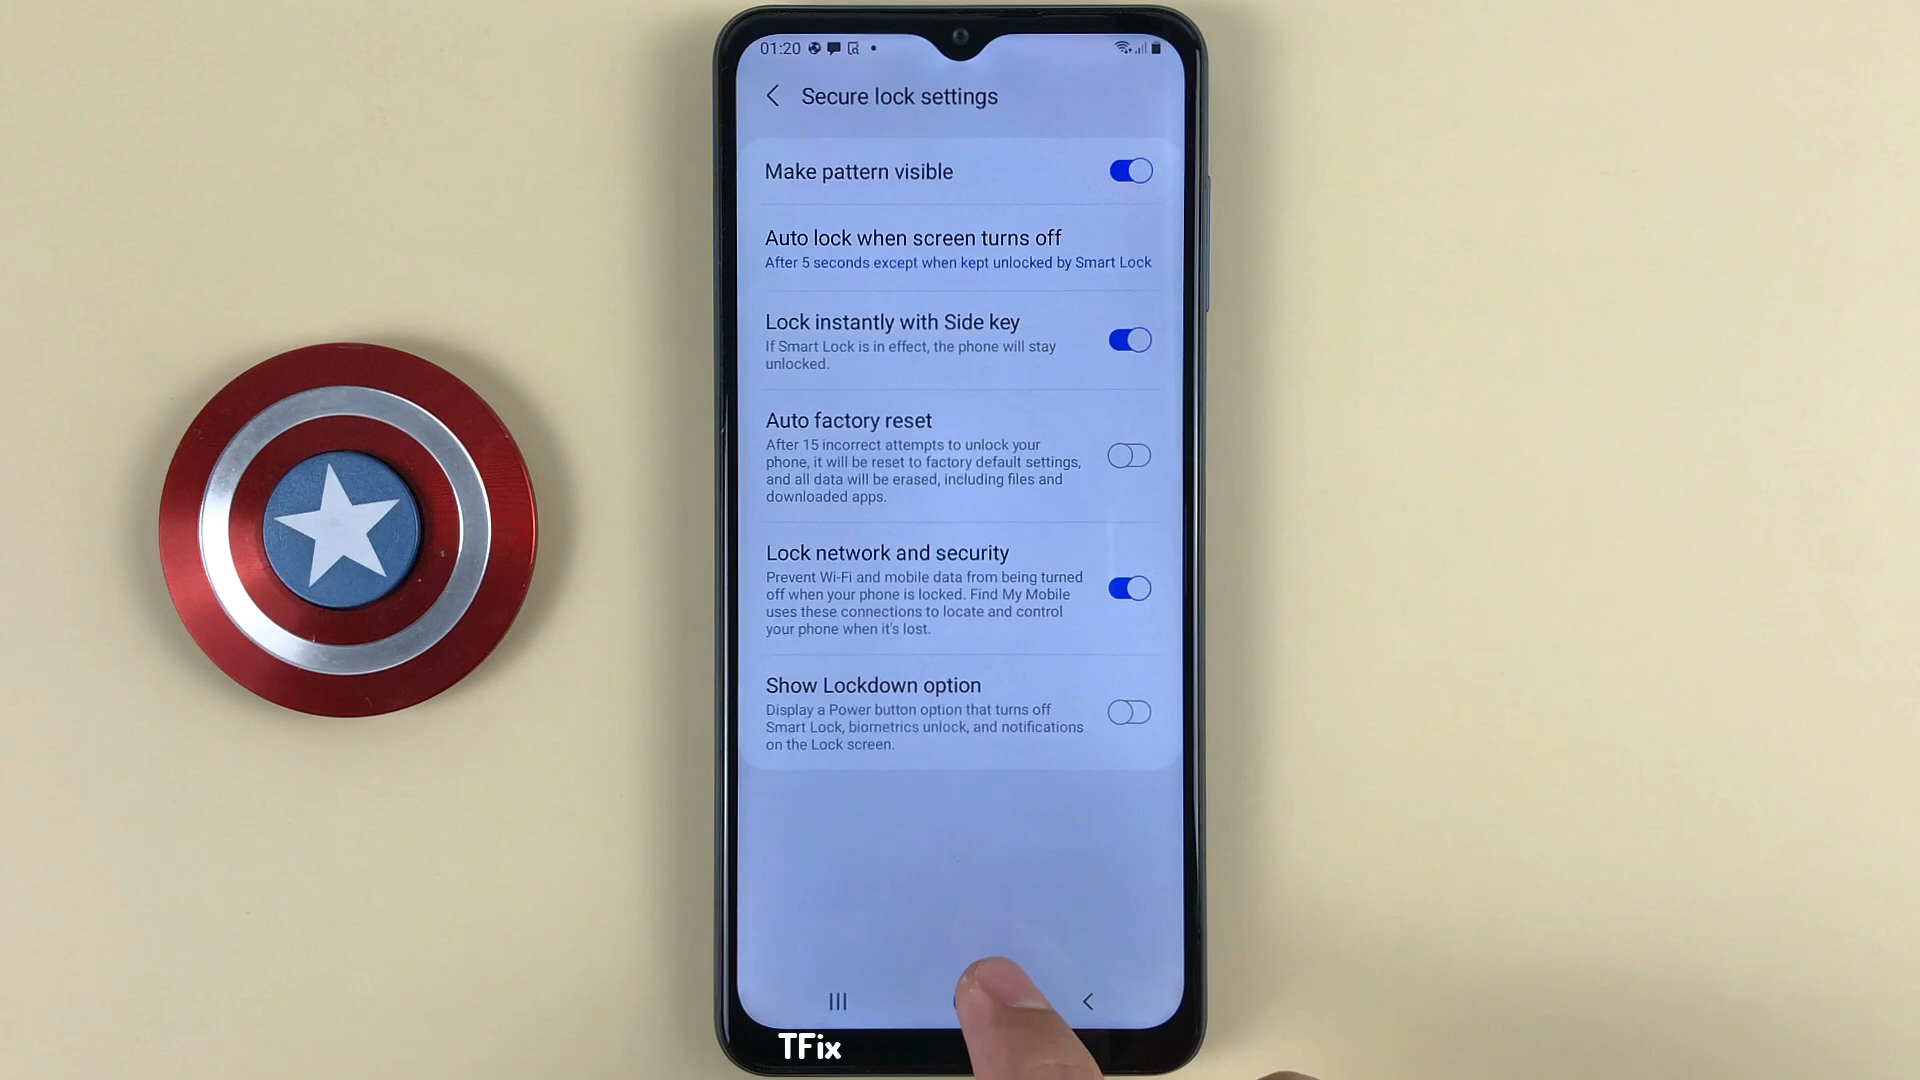 01:20
Secure lock settings
Make pattern visible
Auto lock when screen turns off
After 5 seconds except when kept unlocked by Smart Lock
Lock instantly with Side key
If Smart Lock is in effect, the phone will stay
unlocked.
Auto factory reset
After 15 incorrect attempts to unlock your
phone, it will be reset to factory default settings,
and all data will be erased, including files and
downloaded apps.
Lock network and security
Prevent Wi-Fi and mobile data from being turned
off when your phone is locked. Find My Mobile
uses these connections to locate and control
your phone when it's lost.
Show Lockdown option
Display a Power button option that turns off
Smart Lock, biometrics unlock, and notifications
on the Lock screen.
TFix